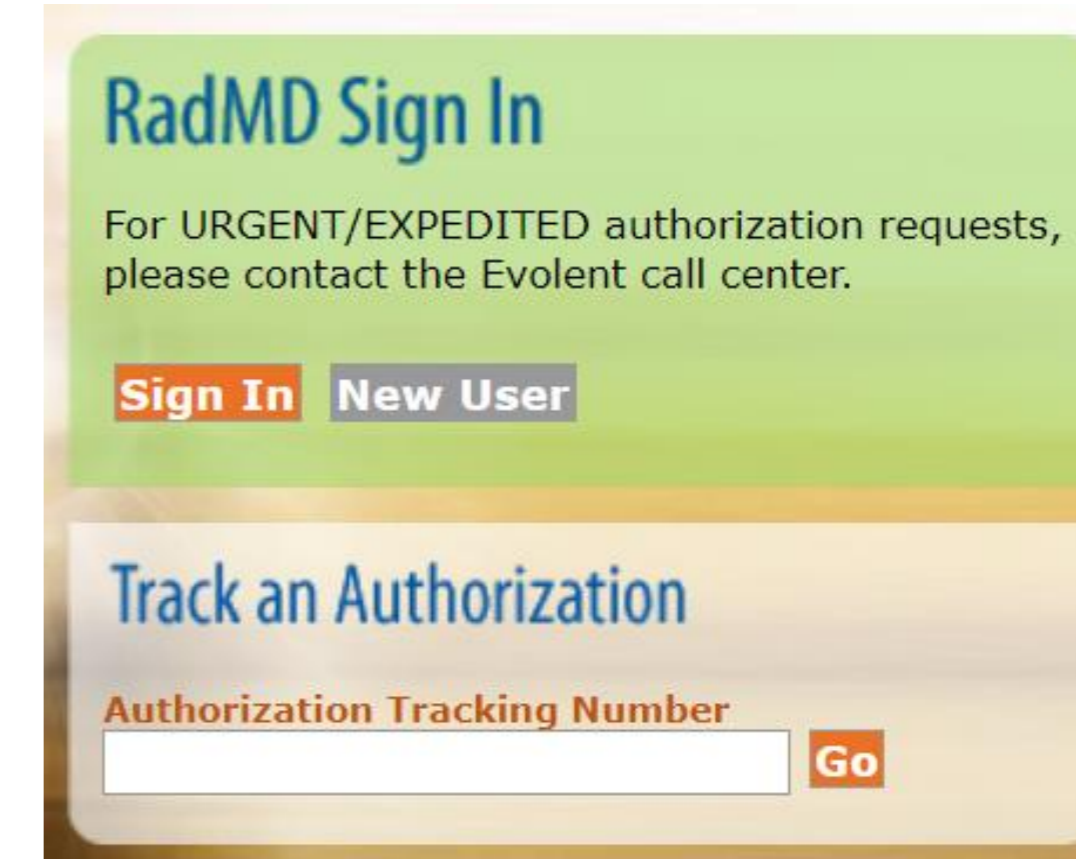 RadMD Sign In
For URGENT/EXPEDITED authorization requests,
please contact the Evolent call center.
Sign In New User
Track an Authorization
Authorization Tracking Number
Go